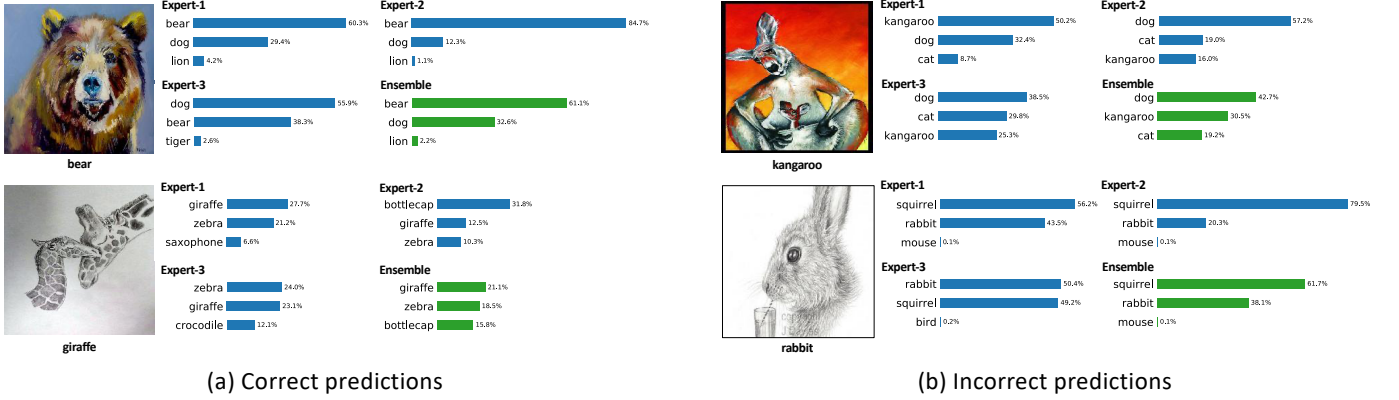 Expert-1
bear 60.3%
dog 29.4%
lion 4.2%
Expert-2
bear 84.7%
dog 12.3%
lion 1.1%
Expert-3
dog 55.9%
bear 38.3%
tiger 2.6%
Ensemble
bear 61.1%
dog 32.6%
lion 2.2%
bear
Expert-1
giraffe 27.7%
zebra 21.2%
saxophone 6.6%
Expert-2
bottlecap 31.8%
giraffe 12.5%
zebra 10.3%
Expert-3
zebra 24.0%
giraffe 23.1%
crocodile 12.1%
Ensemble
giraffe 21.1%
zebra 18.5%
bottlecap 15.8%
giraffe
(a) Correct predictions
Expert-1
kangaroo 50.2%
dog 32.4%
cat 8.7%
Expert-2
dog 57.2%
cat 19.0%
kangaroo 16.0%
Expert-3
dog 38.5%
cat 29.8%
kangaroo 25.3%
Ensemble
dog 42.7%
kangaroo 30.5%
cat 19.2%
kangaroo
Expert-1
squirrel 56.2%
rabbit 43.5%
mouse 0.1%
Expert-2
squirrel 79.5%
rabbit 20.3%
mouse 0.1%
Expert-3
rabbit 50.4%
squirrel 49.2%
bird 0.2%
Ensemble
squirrel 61.7%
rabbit 38.1%
mouse 0.1%
rabbit
(b) Incorrect predictions